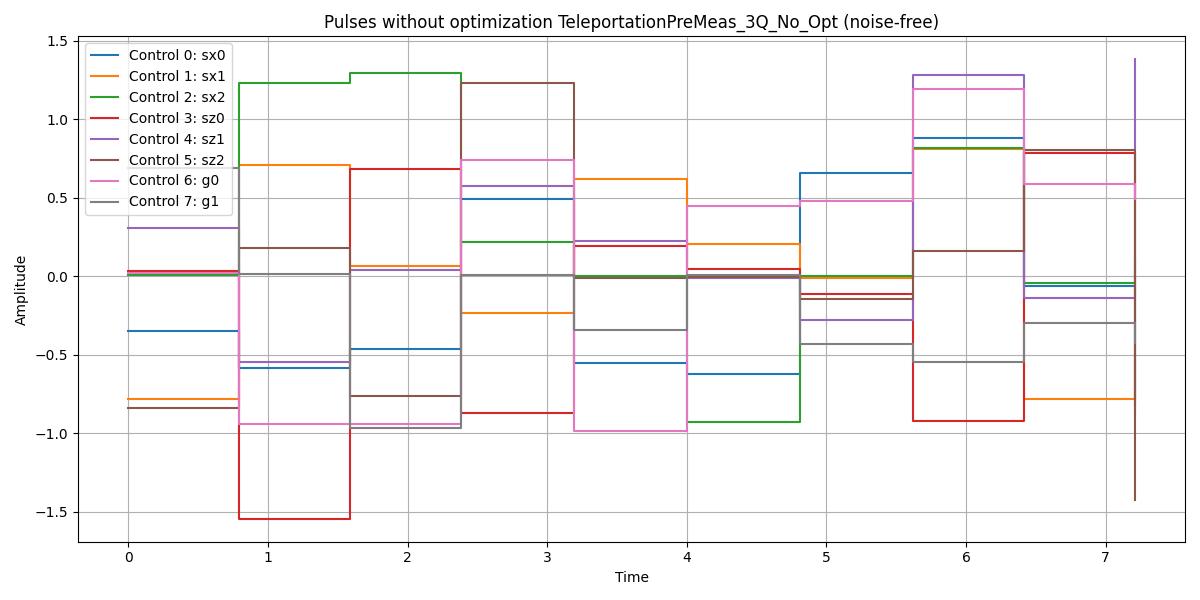 Pulses without optimization TeleportationPreMeas_3Q_No_Opt (noise-free)
Control 0: sx0
Control 1: sx1
Control 2: sx2
Control 3: sz0
Control 4: sz1
Control 5: sz2
Control 6: g0
Control 7: g1
Amplitude
1.5
1.0
0.5
0.0
−0.5
−1.0
−1.5
0 1 2 3 4 5 6 7
Time